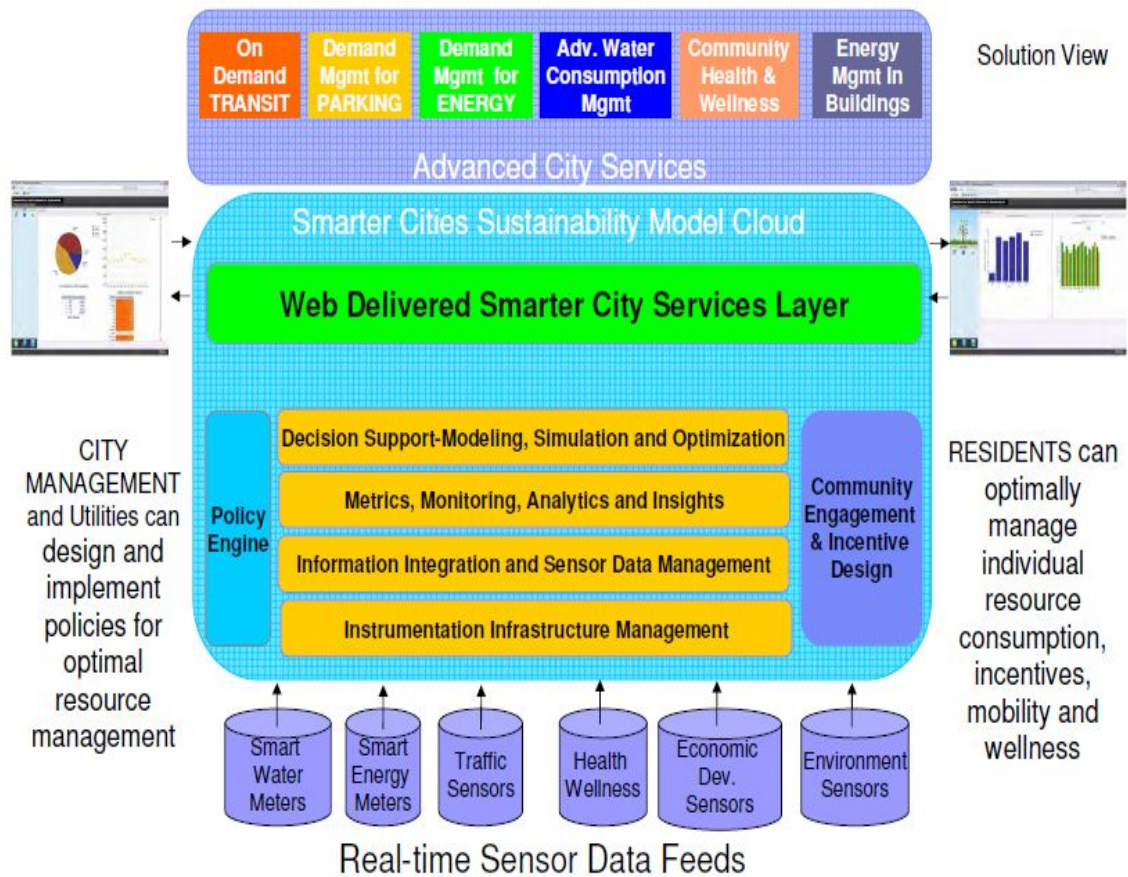 On
Demand
TRANSIT
Demand
Mgmt for
PARKING
Demand
Mgmt for
ENERGY
Adv. Water
Consumption
Mgmt
Community
Health &
Wellness
Energy
Mgmt In
Buildings
Solution View
Advanced City Services
Smarter Cities Sustainability Model Cloud
Web Delivered Smarter City Services Layer
CITY
MANAGEMENT
and Utilities can
design and
implement
policies for
optimal
resource
management
Policy
Engine
Decision Support-Modeling, Simulation and Optimization
Metrics, Monitoring, Analytics and Insights
Information Integration and Sensor Data Management
Instrumentation Infrastructure Management
Community
Engagement
& Incentive
Design
RESIDENTS can
optimally
manage
individual
resource
consumption,
incentives,
mobility and
wellness
Smart
Water
Meters
Smart
Energy
Meters
Traffic
Sensors
Health
Wellness
Economic
Dev.
Sensors
Environment
Sensors
Real-time Sensor Data Feeds